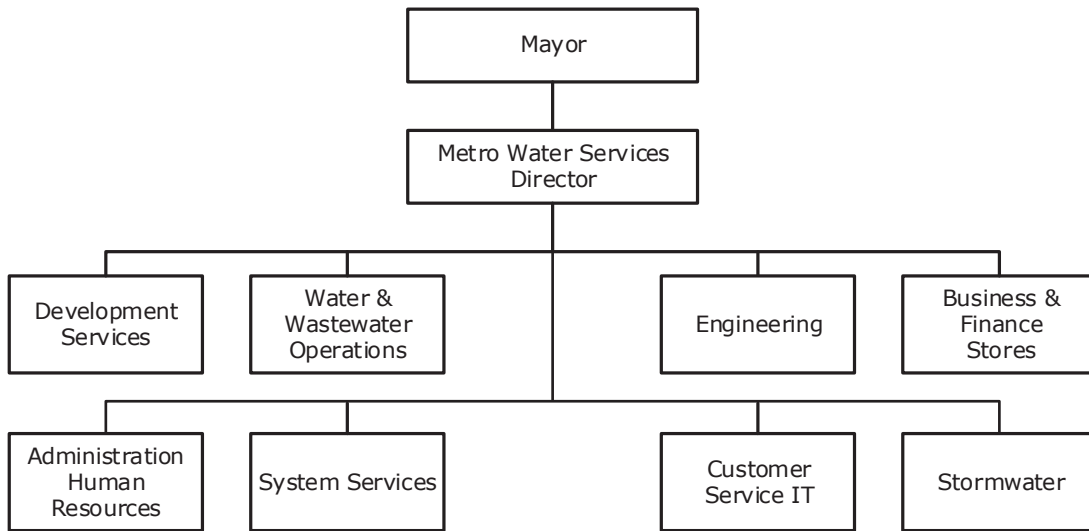 Mayor
Metro Water Services
Director
Development
Services
Water &
Wastewater
Operations
Engineering
Business &
Finance
Stores
Administration
Human
Resources
System Services
Customer
Service IT
Stormwater